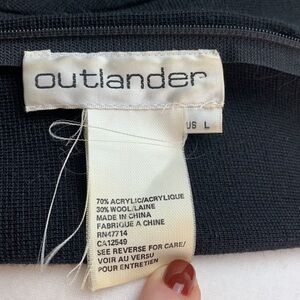 outlander
US L
70% ACRYLIC/ACRYLIQUE
30% WOOL/LAINE
MADE IN CHINA
FABRIQUE A CHINE
RN47714
CA12549
SEE REVERSE FOR CARE/
VOIR AU VERSU
POUR ENTRETIEN